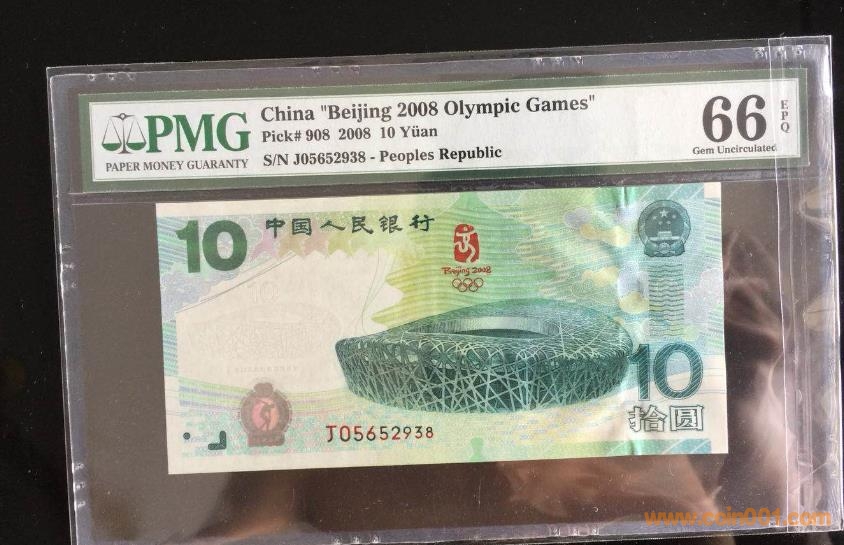 PMG
PAPER MONEY GUARANTY
China "Beijing 2008 Olympic Games"
Pick# 908 2008 10 Yüan
S/N J05652938 - Peoples Republic
66
EPQ
Gem Uncirculated
10
中国人民银行
Beijing 2008
10
拾圆
J05652938
www.coin001.com